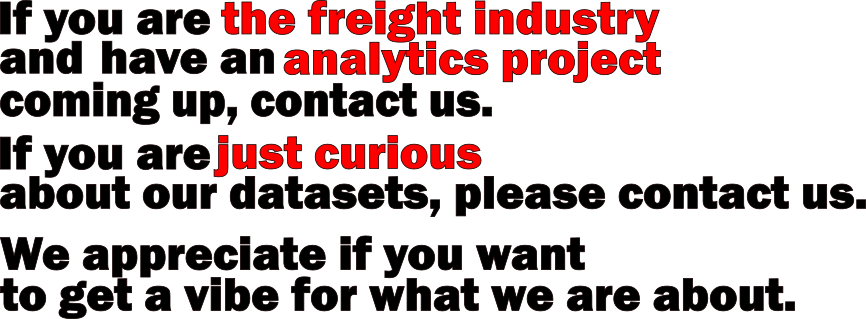 If you are the freight industry
and have an analytics project
coming up, contact us.
If you are just curious
about our datasets, please contact us.
We appreciate if you want
to get a vibe for what we are about.